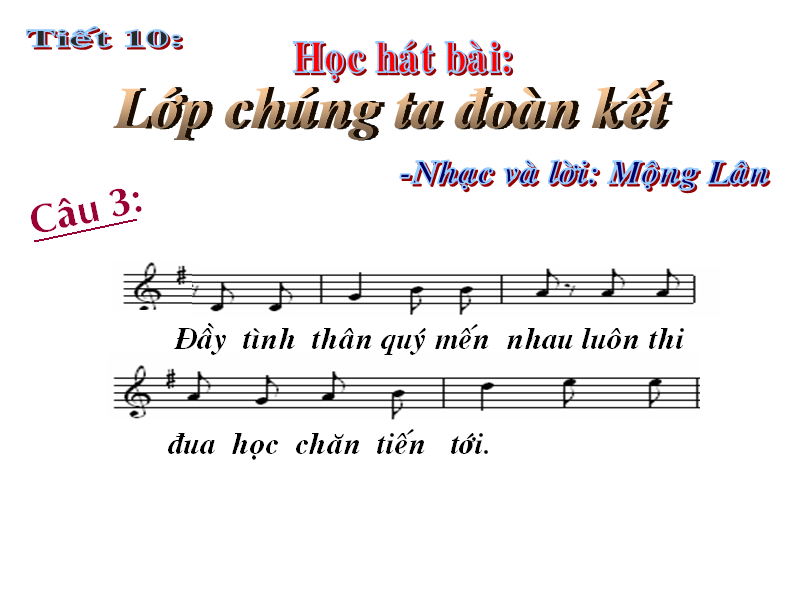 Tiết 10:
Học hát bài:
Lớp chúng ta đoàn kết
-Nhạc và lời: Mộng Lân
Câu 3:
Đầy tình thân quý mến nhau luôn thi
đua học chăn tiến tới.